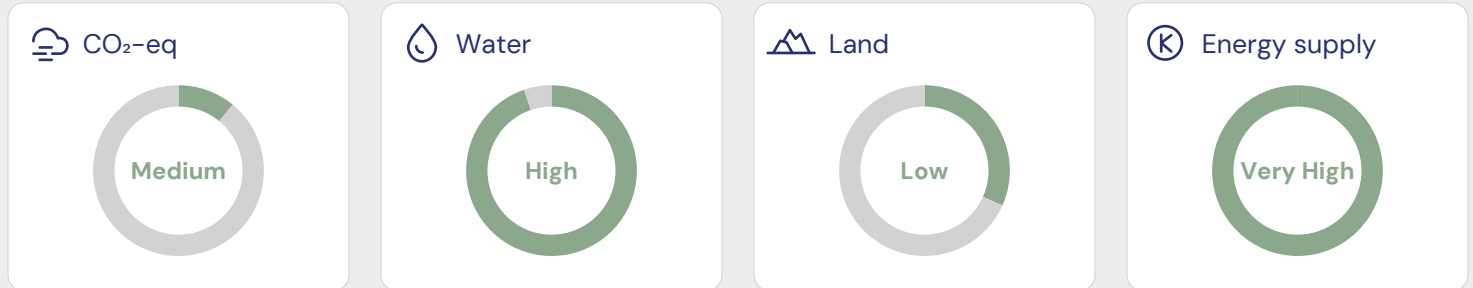 CO₂-eq
Water
Land
Energy supply
Medium
High
Low
Very High